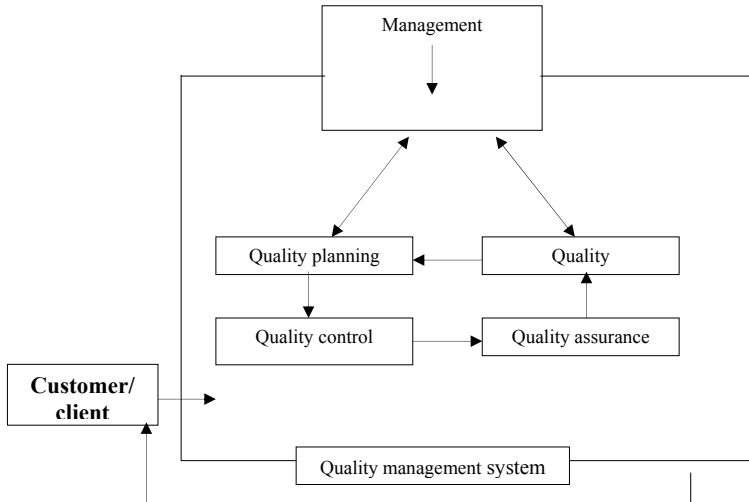 Management
Quality planning
Quality
Quality control
Quality assurance
Customer/
client
Quality management system